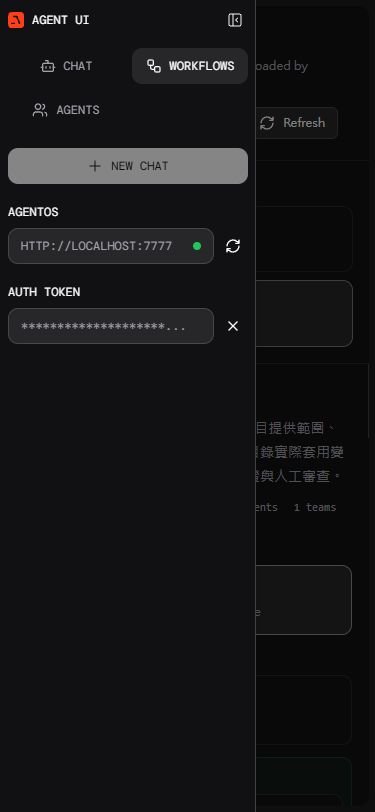 AGENT UI
CHAT
WORKFLOWS
AGENTS
NEW CHAT
AGENTOS
HTTP://LOCALHOST:7777
AUTH TOKEN
********************...
oaded by
Refresh
目提供範圍、
錄實際套用變
與人工審查。
ents 1 teams
e